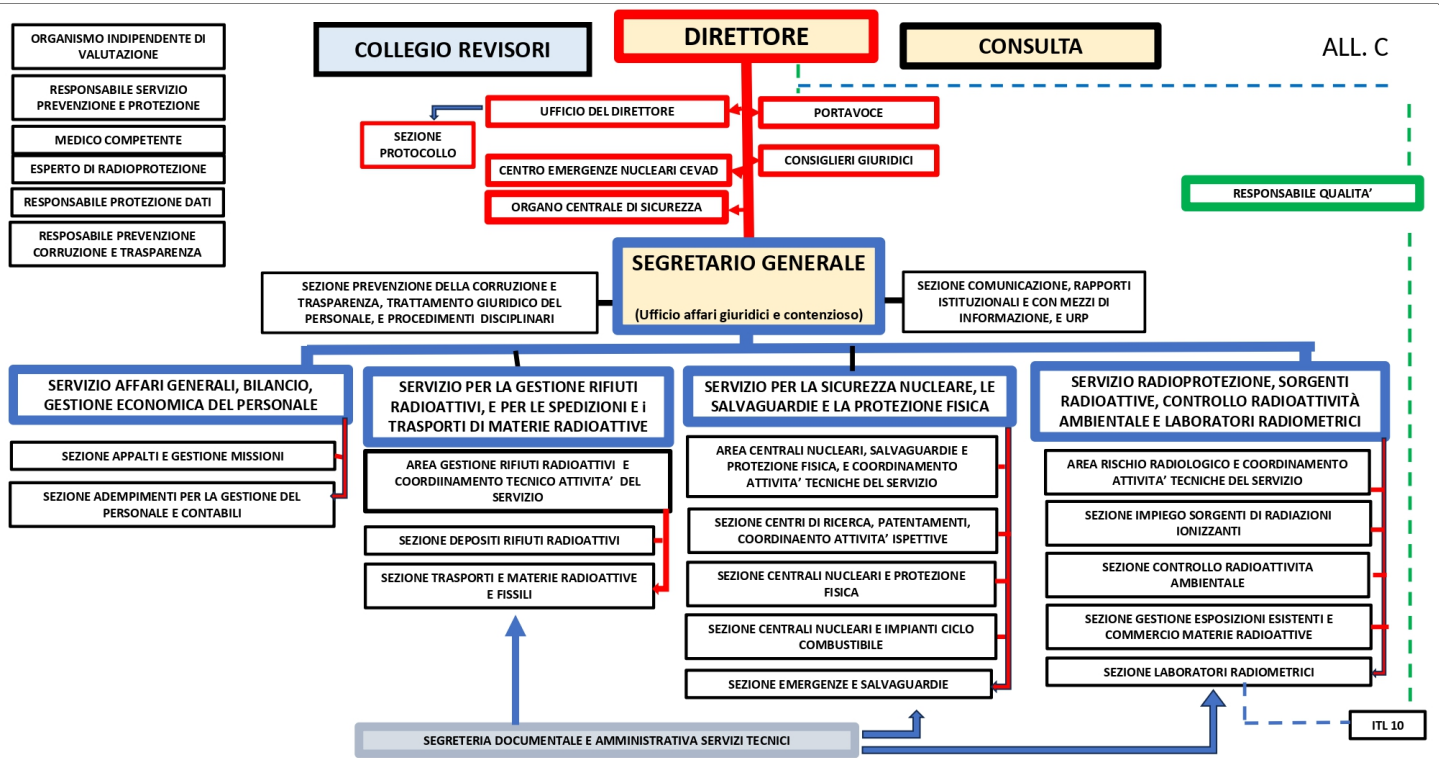 ORGANISMO INDIPENDENTE DI
VALUTAZIONE
RESPONSABILE SERVIZIO
PREVENZIONE E PROTEZIONE
MEDICO COMPETENTE
ESPERTO DI RADIOPROTEZIONE
RESPONSABILE PROTEZIONE DATI
RESPOSABILE PREVENZIONE
CORRUZIONE E TRASPARENZA
COLLEGIO REVISORI
DIRETTORE
CONSULTA
ALL. C
UFFICIO DEL DIRETTORE
PORTAVOCE
SEZIONE
PROTOCOLLO
CENTRO EMERGENZE NUCLEARI CEVAD
CONSIGLIERI GIURIDICI
ORGANO CENTRALE DI SICUREZZA
RESPONSABILE QUALITA’
SEGRETARIO GENERALE
(Ufficio affari giuridici e contenzioso)
SEZIONE PREVENZIONE DELLA CORRUZIONE E
TRASPARENZA, TRATTAMENTO GIURIDICO DEL
PERSONALE, E PROCEDIMENTI DISCIPLINARI
SEZIONE COMUNICAZIONE, RAPPORTI
ISTITUZIONALI E CON MEZZI DI
INFORMAZIONE, E URP
SERVIZIO AFFARI GENERALI, BILANCIO,
GESTIONE ECONOMICA DEL PERSONALE
SEZIONE APPALTI E GESTIONE MISSIONI
SEZIONE ADEMPIMENTI PER LA GESTIONE DEL
PERSONALE E CONTABILI
SERVIZIO PER LA GESTIONE RIFIUTI
RADIOATTIVI, E PER LE SPEDIZIONI E i
TRASPORTI DI MATERIE RADIOATTIVE
AREA GESTIONE RIFIUTI RADIOATTIVI E
COORDIINAMENTO TECNICO ATTIVITA’ DEL
SERVIZIO
SEZIONE DEPOSITI RIFIUTI RADIOATTIVI
SEZIONE TRASPORTI E MATERIE RADIOATTIVE
E FISSILI
SERVIZIO PER LA SICUREZZA NUCLEARE, LE
SALVAGUARDIE E LA PROTEZIONE FISICA
AREA CENTRALI NUCLEARI, SALVAGUARDIE E
PROTEZIONE FISICA, E COORDINAMENTO
ATTIVITA’ TECNICHE DEL SERVIZIO
SEZIONE CENTRI DI RICERCA, PATENTAMENTI,
COORDINAENTO ATTIVITA’ ISPETTIVE
SEZIONE CENTRALI NUCLEARI E PROTEZIONE
FISICA
SEZIONE CENTRALI NUCLEARI E IMPIANTI CICLO
COMBUSTIBILE
SEZIONE EMERGENZE E SALVAGUARDIE
SERVIZIO RADIOPROTEZIONE, SORGENTI
RADIOATTIVE, CONTROLLO RADIOATTIVITÀ
AMBIENTALE E LABORATORI RADIOMETRICI
AREA RISCHIO RADIOLOGICO E COORDINAMENTO
ATTIVITA’ TECNICHE DEL SERVIZIO
SEZIONE IMPIEGO SORGENTI DI RADIAZIONI
IONIZZANTI
SEZIONE CONTROLLO RADIOATTIVITA
AMBIENTALE
SEZIONE GESTIONE ESPOSIZIONI ESISTENTI E
COMMERCIO MATERIE RADIOATTIVE
SEZIONE LABORATORI RADIOMETRICI
ITL 10
SEGRETERIA DOCUMENTALE E AMMINISTRATIVA SERVIZI TECNICI